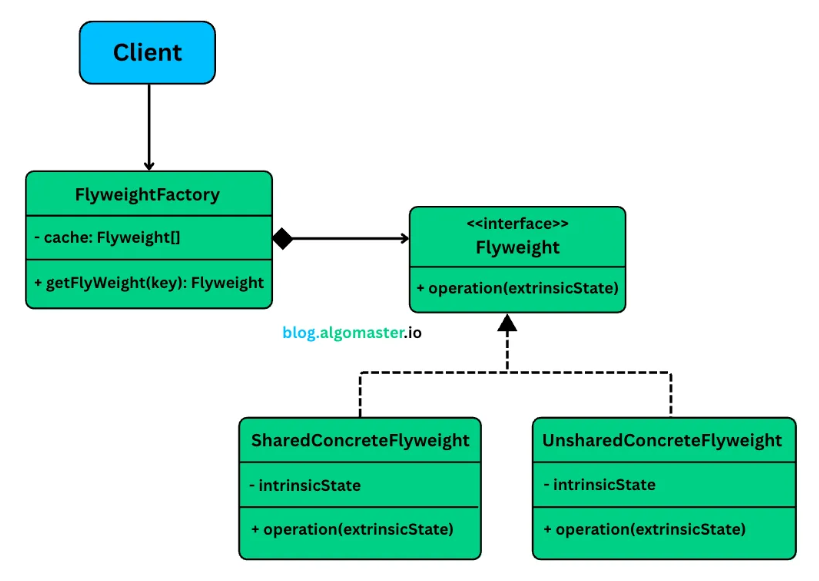 Client
FlyweightFactory
- cache: Flyweight[]
+ getFlyWeight(key): Flyweight
<<interface>>
Flyweight
+ operation(extrinsicState)
blog.algomaster.io
SharedConcreteFlyweight
- intrinsicState
+ operation(extrinsicState)
UnsharedConcreteFlyweight
- intrinsicState
+ operation(extrinsicState)